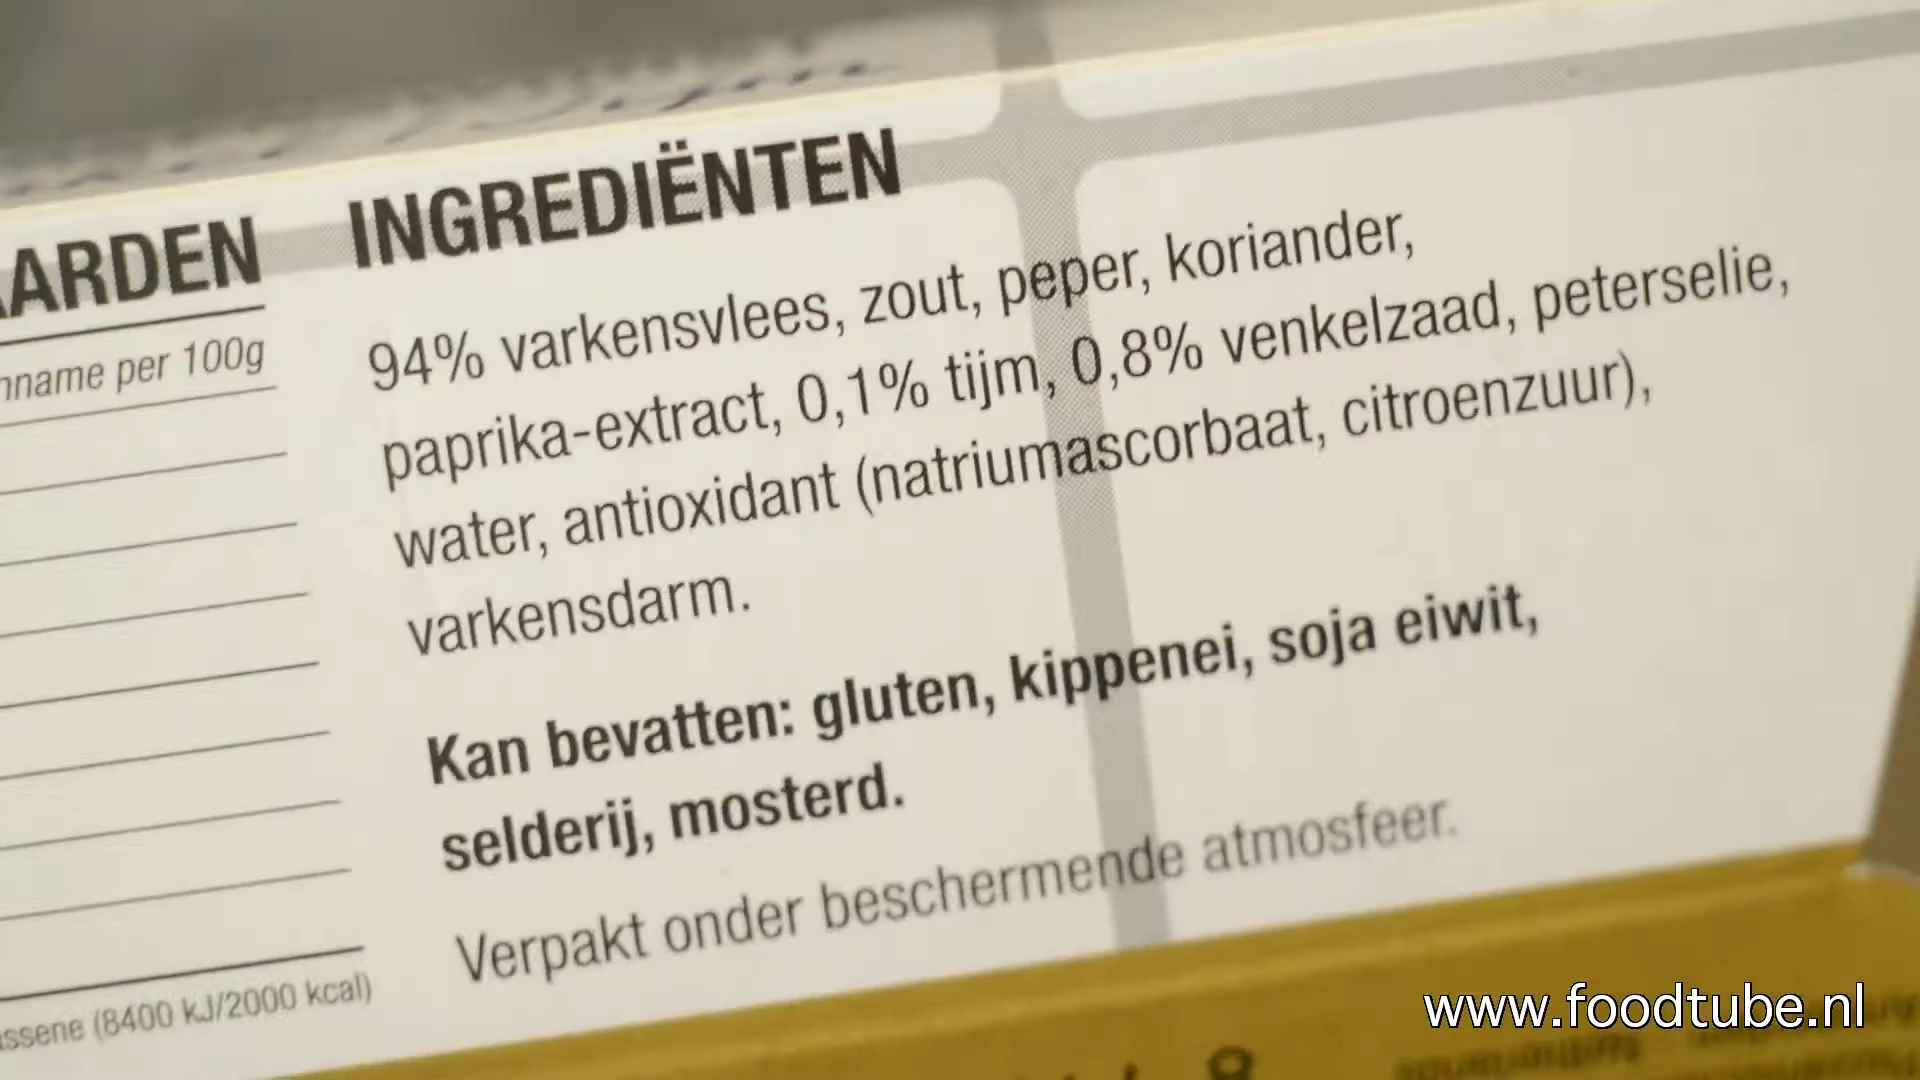 AARDEN
name per 100g
ssene (8400 kJ/2000 kcal)
INGREDIËNTEN
94% varkensvlees, zout, peper, koriander,
paprika-extract, 0,1% tijm, 0,8% venkelzaad, peterselie,
water, antioxidant (natriumascorbaat, citroenzuur),
varkensdarm.
Kan bevatten: gluten, kippenei, soja eiwit,
selderij, mosterd.
Verpakt onder beschermende atmosfeer.
www.foodtube.nl